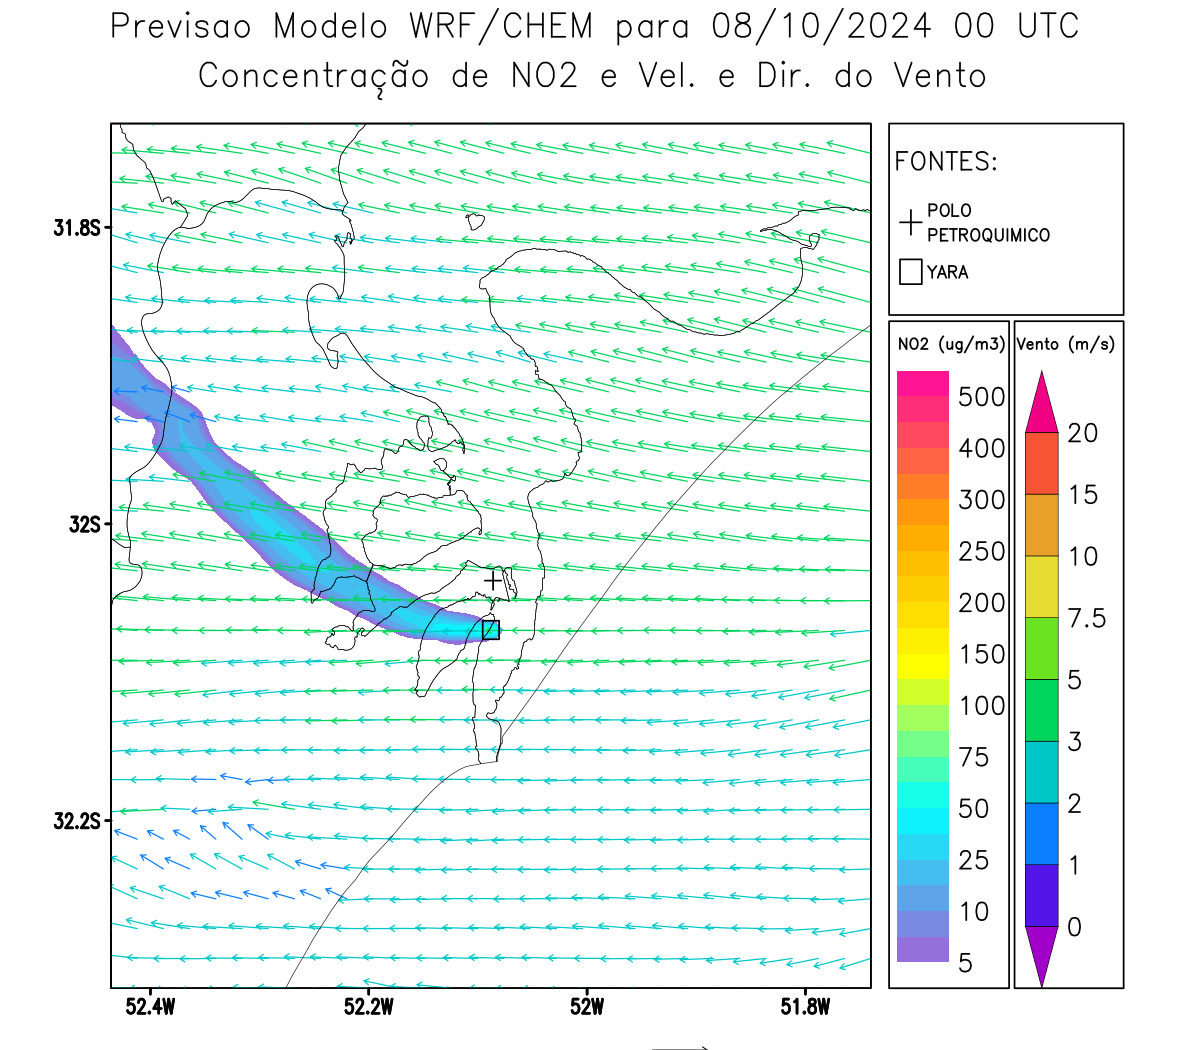 Previsao Modelo WRF/CHEM para 08/10/2024 00 UTC
Concentração de NO2 e Vel. e Dir. do Vento
FONTES:
POLO
PETROQUIMICO
YARA
NO2 (ug/m3)
500
400
300
250
200
150
100
75
50
25
10
5
Vento (m/s)
20
15
10
7.5
5
3
2
1
0
31.8S
32S
32.2S
52.4W
52.2W
52W
51.8W